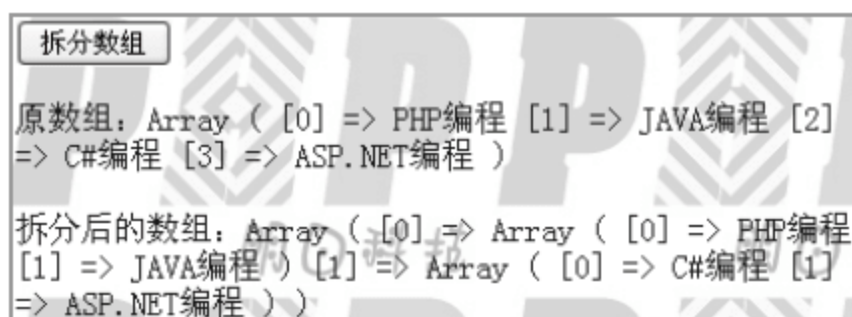 拆分数组
原数组：Array ( [0] => PHP编程 [1] => JAVA编程 [2]
=> C#编程 [3] => ASP.NET编程 )
拆分后的数组：Array ( [0] => Array ( [0] => PHP编程
[1] => JAVA编程 ) [1] => Array ( [0] => C#编程 [1]
=> ASP.NET编程 ) )